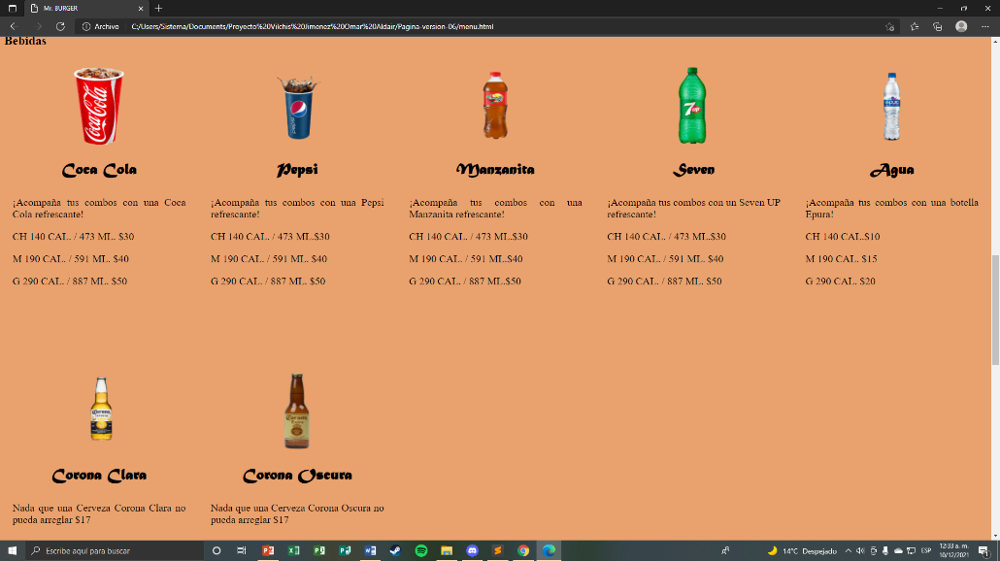 Mr. BURGER
Archivo
C:/Users/Sistema/Documents/Proyecto%20Vilchis%20Jimenez%20Omar%20Aldair/Pagina-version-06/menu.html
Bebidas
Coca-Cola
pepsi
7up
epura
Coca Cola
Pepsi
Manzanita
Seven
Agua
¡Acompaña tus combos con una Coca
Cola refrescante!
CH 140 CAL. / 473 ML. $30
M 190 CAL. / 591 ML. $40
G 290 CAL. / 887 ML. $50
¡Acompaña tus combos con una Pepsi
refrescante!
CH 140 CAL. / 473 ML.$30
M 190 CAL. / 591 ML. $40
G 290 CAL. / 887 ML. $50
¡Acompaña tus combos con una
Manzanita refrescante!
CH 140 CAL. / 473 ML.$30
M 190 CAL. / 591 ML.$40
G 290 CAL. / 887 ML.$50
¡Acompaña tus combos con un Seven UP
refrescante!
CH 140 CAL. / 473 ML.$30
M 190 CAL. / 591 ML. $40
G 290 CAL. / 887 ML. $50
¡Acompaña tus combos con una botella
Epura!
CH 140 CAL.$10
M 190 CAL. $15
G 290 CAL. $20
Corona
Corona
Corona Clara
Corona Oscura
Nada que una Cerveza Corona Clara no
pueda arreglar $17
Nada que una Cerveza Corona Oscura no
pueda arreglar $17
Escribe aquí para buscar
14°C Despejado
ESP
12:33 a. m.
10/12/2021